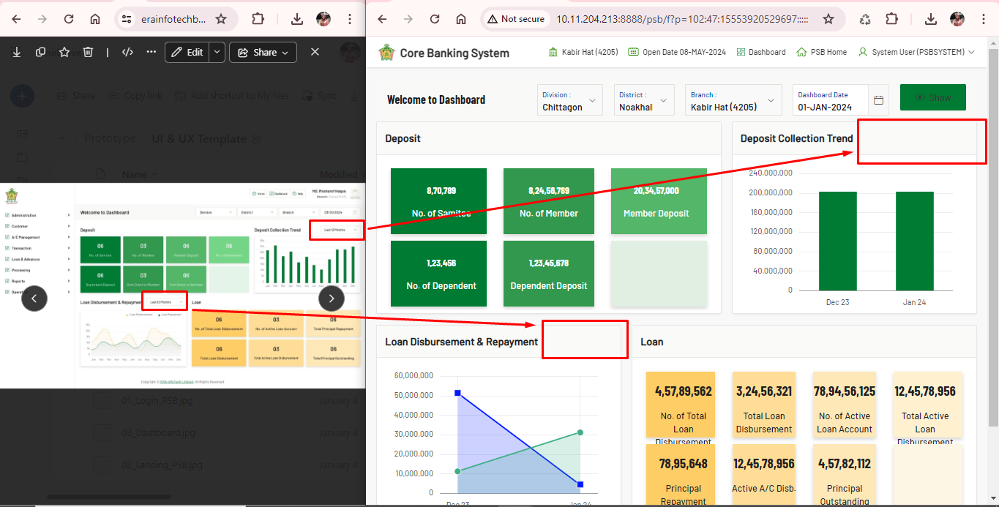 erainfotechb...
Edit
Share
Share
Copy link
Add shortcut to My files
Sync
Prototype
UI & UX Template
Name
Modified
MD. Mosharof Haque
Home
Dashboard
Help
Welcome to Dashboard
Division
District
Branch
Administration
Customer
A/C Management
Transaction
Loan & Advances
Processing
Reports
Deposit
06
No. of Samitee
03
No. of Member
06
Member Deposit
06
No. of Dependent
06
Dependent Deposit
03
Govt Grant to Member
06
Govt Grant to Samitee
Deposit Collection Trend
Last 12 Months
Loan Disbursement & Repayment
Last 12 Months
Loan Disbursement
Loan Repayment
Loan
06
No. of Total Loan Disbursement
03
No. of Active Loan Account
06
Total Principal Repayment
06
Total Loan Disbursement
03
Total Active Loan Disbursement
06
Total Principal Outstanding
Copyright © ERA-InfoTech Limited. All Rights Reserved
01_Login_PSB.jpg
January 8
03_Dashboard.jpg
January 8
02_Landing_PSB.jpg
January 8
Not secure
10.11.204.213:8888/psb/f?p=102:47:15553920529697:::::
Core Banking System
Kabir Hat (4205)
Open Date 08-MAY-2024
Dashboard
PSB Home
System User (PSBSYSTEM)
Welcome to Dashboard
Division :
Chittagon
District :
Noakhal
Branch :
Kabir Hat (4205)
Dashboard Date
01-JAN-2024
Show
Deposit
8,70,789
No. of Samitee
8,24,56,789
No. of Member
20,34,57,000
Member Deposit
1,23,456
No. of Dependent
1,23,45,678
Dependent Deposit
Deposit Collection Trend
240,000,000
200,000,000
160,000,000
120,000,000
80,000,000
40,000,000
0
Dec 23
Jan 24
Loan Disbursement & Repayment
60,000,000
50,000,000
40,000,000
30,000,000
20,000,000
10,000,000
0
Dec 23
Jan 24
Loan
4,57,89,562
No. of Total
Loan
Disbursement
3,24,56,321
Total Loan
Disbursement
78,94,56,125
No. of Active
Loan Account
12,45,78,956
Total Active
Loan
Disbursement
78,95,648
Principal
Repayment
12,45,78,956
Active A/C Disb.
4,57,82,112
Principal
Outstanding